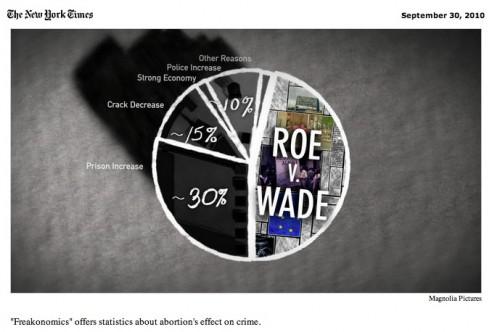 The New York Times
September 30, 2010
Other Reasons
Police Increase
Strong Economy
Crack Decrease
~10%
~15%
Prison Increase
~30%
ROE
v.
WADE
Magnolia Pictures
"Freakonomics" offers statistics about abortion's effect on crime.